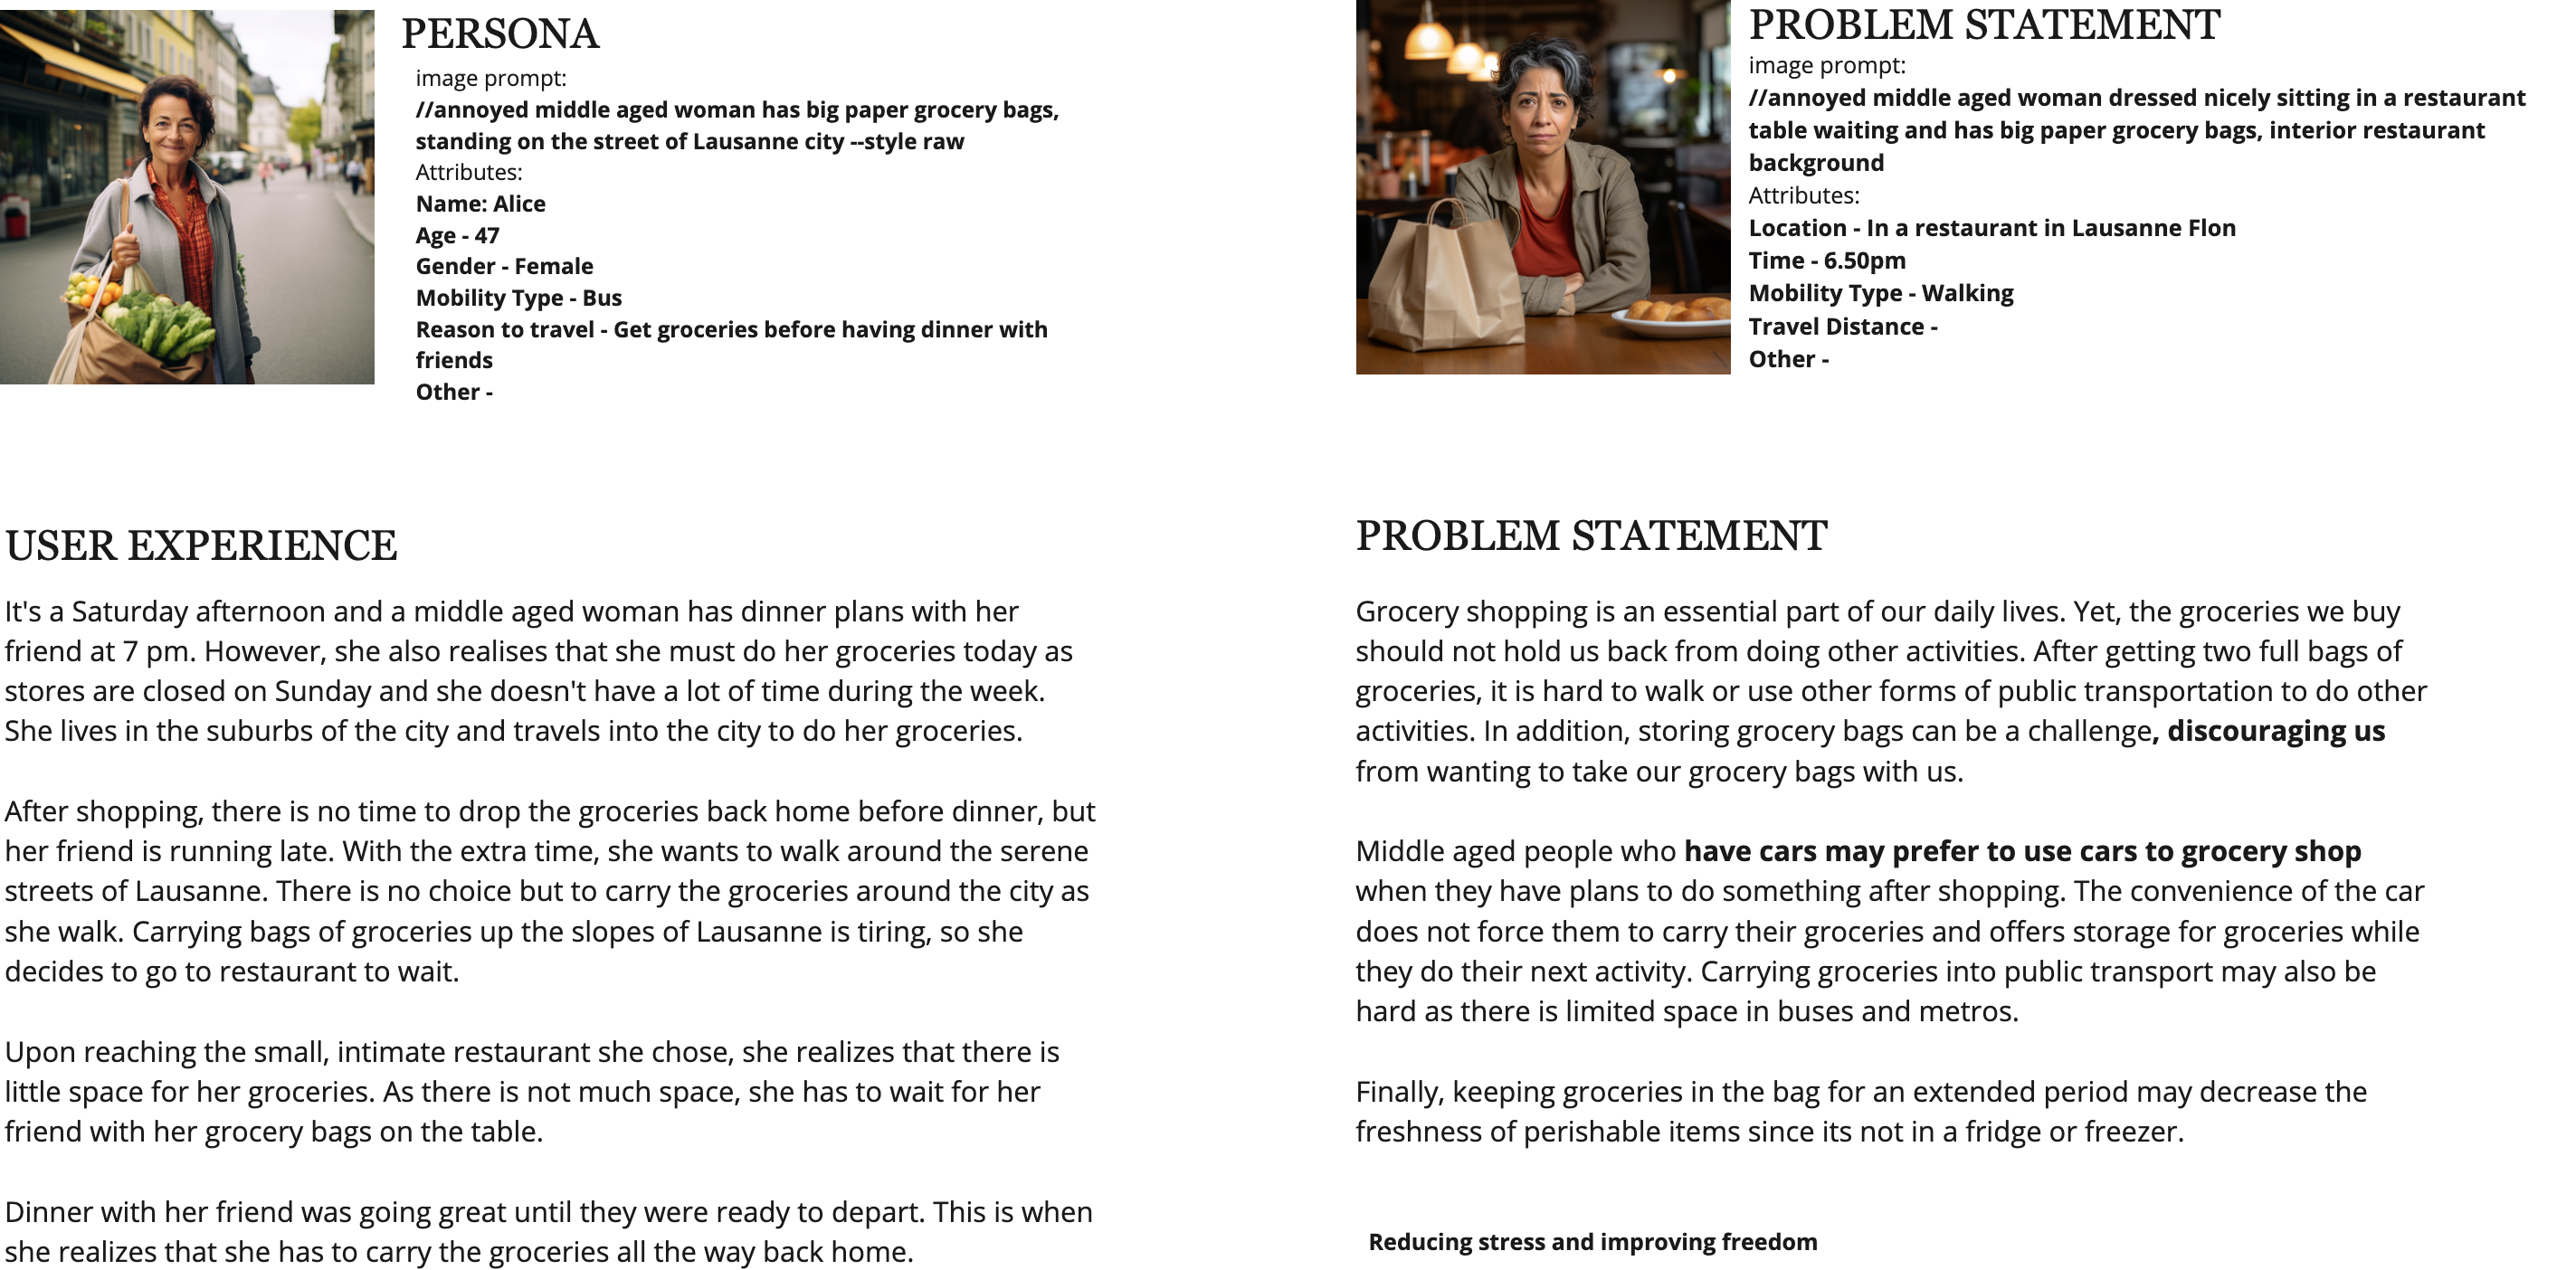 PERSONA
image prompt:
//annoyed middle aged woman has big paper grocery bags,
standing on the street of Lausanne city --style raw
Attributes:
Name: Alice
Age - 47
Gender - Female
Mobility Type - Bus
Reason to travel - Get groceries before having dinner with
friends
Other -
PROBLEM STATEMENT
image prompt:
//annoyed middle aged woman dressed nicely sitting in a restaurant
table waiting and has big paper grocery bags, interior restaurant
background
Attributes:
Location - In a restaurant in Lausanne Flon
Time - 6.50pm
Mobility Type - Walking
Travel Distance -
Other -
USER EXPERIENCE
It's a Saturday afternoon and a middle aged woman has dinner plans with her
friend at 7 pm. However, she also realises that she must do her groceries today as
stores are closed on Sunday and she doesn't have a lot of time during the week.
She lives in the suburbs of the city and travels into the city to do her groceries.
After shopping, there is no time to drop the groceries back home before dinner, but
her friend is running late. With the extra time, she wants to walk around the serene
streets of Lausanne. There is no choice but to carry the groceries around the city as
she walk. Carrying bags of groceries up the slopes of Lausanne is tiring, so she
decides to go to restaurant to wait.
Upon reaching the small, intimate restaurant she chose, she realizes that there is
little space for her groceries. As there is not much space, she has to wait for her
friend with her grocery bags on the table.
Dinner with her friend was going great until they were ready to depart. This is when
she realizes that she has to carry the groceries all the way back home.
PROBLEM STATEMENT
Grocery shopping is an essential part of our daily lives. Yet, the groceries we buy
should not hold us back from doing other activities. After getting two full bags of
groceries, it is hard to walk or use other forms of public transportation to do other
activities. In addition, storing grocery bags can be a challenge, discouraging us
from wanting to take our grocery bags with us.
Middle aged people who have cars may prefer to use cars to grocery shop
when they have plans to do something after shopping. The convenience of the car
does not force them to carry their groceries and offers storage for groceries while
they do their next activity. Carrying groceries into public transport may also be
hard as there is limited space in buses and metros.
Finally, keeping groceries in the bag for an extended period may decrease the
freshness of perishable items since its not in a fridge or freezer.
Reducing stress and improving freedom